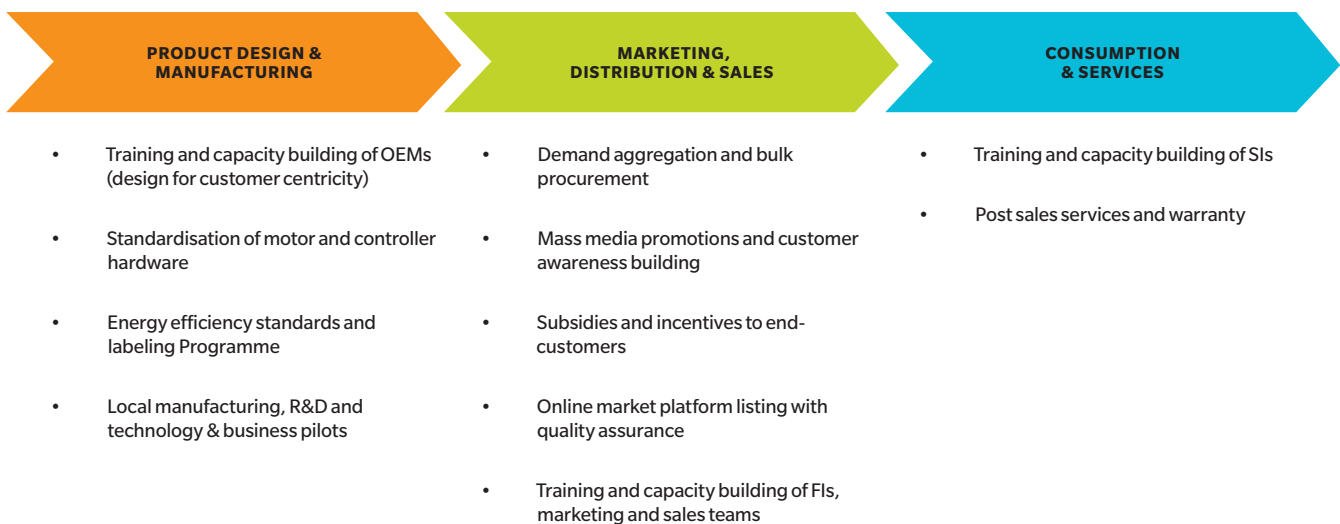 PRODUCT DESIGN &
MANUFACTURING
• Training and capacity building of OEMs
(design for customer centricity)
• Standardisation of motor and controller
hardware
• Energy efficiency standards and
labeling Programme
• Local manufacturing, R&D and
technology & business pilots
MARKETING,
DISTRIBUTION & SALES
• Demand aggregation and bulk
procurement
• Mass media promotions and customer
awareness building
• Subsidies and incentives to end-
customers
• Online market platform listing with
quality assurance
• Training and capacity building of FIs,
marketing and sales teams
CONSUMPTION
& SERVICES
• Training and capacity building of SIs
• Post sales services and warranty